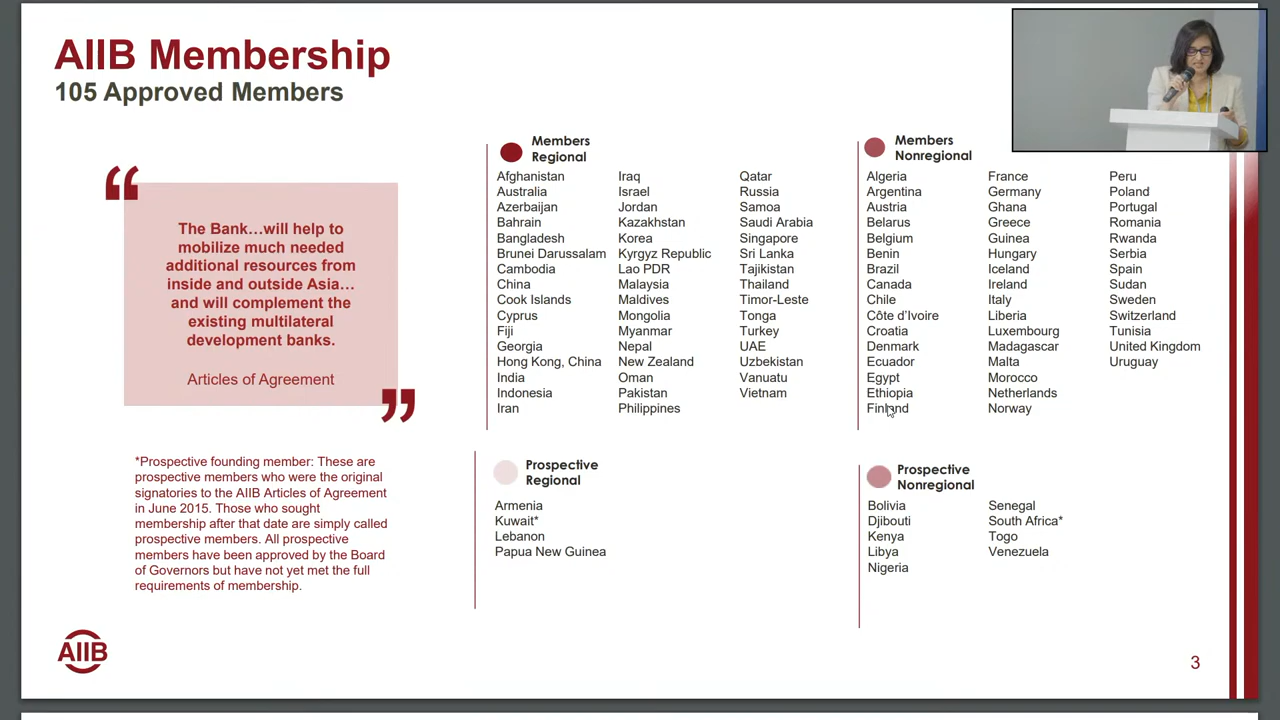 AIIB Membership
105 Approved Members
“
The Bank…will help to
mobilize much needed
additional resources from
inside and outside Asia…
and will complement the
existing multilateral
development banks.
Articles of Agreement
”
*Prospective founding member: These are
prospective members who were the original
signatories to the AIIB Articles of Agreement
in June 2015. Those who sought
membership after that date are simply called
prospective members. All prospective
members have been approved by the Board
of Governors but have not yet met the full
requirements of membership.
AIIB
Members
Regional
Afghanistan
Australia
Azerbaijan
Bahrain
Bangladesh
Brunei Darussalam
Cambodia
China
Cook Islands
Cyprus
Fiji
Georgia
Hong Kong, China
India
Indonesia
Iran
Iraq
Israel
Jordan
Kazakhstan
Korea
Kyrgyz Republic
Lao PDR
Malaysia
Maldives
Mongolia
Myanmar
Nepal
New Zealand
Oman
Pakistan
Philippines
Qatar
Russia
Samoa
Saudi Arabia
Singapore
Sri Lanka
Tajikistan
Thailand
Timor-Leste
Tonga
Turkey
UAE
Uzbekistan
Vanuatu
Vietnam
Members
Nonregional
Algeria
Argentina
Austria
Belarus
Belgium
Benin
Brazil
Canada
Chile
Côte d’Ivoire
Croatia
Denmark
Ecuador
Egypt
Ethiopia
Finland
France
Germany
Ghana
Greece
Guinea
Hungary
Iceland
Ireland
Italy
Liberia
Luxembourg
Madagascar
Malta
Morocco
Netherlands
Norway
Peru
Poland
Portugal
Romania
Rwanda
Serbia
Spain
Sudan
Sweden
Switzerland
Tunisia
United Kingdom
Uruguay
Prospective
Regional
Armenia
Kuwait*
Lebanon
Papua New Guinea
Prospective
Nonregional
Bolivia
Djibouti
Kenya
Libya
Nigeria
Senegal
South Africa*
Togo
Venezuela
3